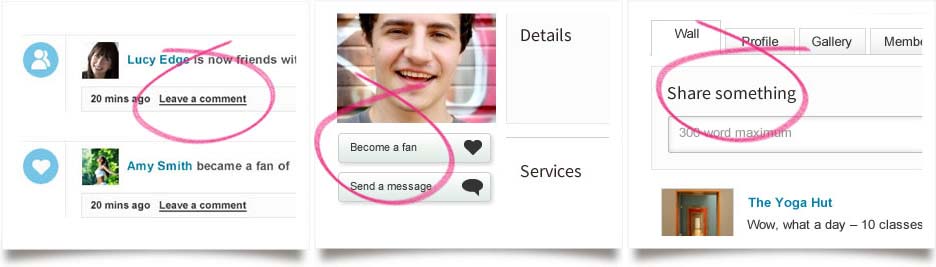 Lucy Edge is now friends wit
20 mins ago Leave a comment
Amy Smith became a fan of
20 mins ago Leave a comment
Become a fan
Send a message
Details
Services
Wall
Profile
Gallery
Membe
Share something
300 word maximum
The Yoga Hut
Wow, what a day – 10 classes